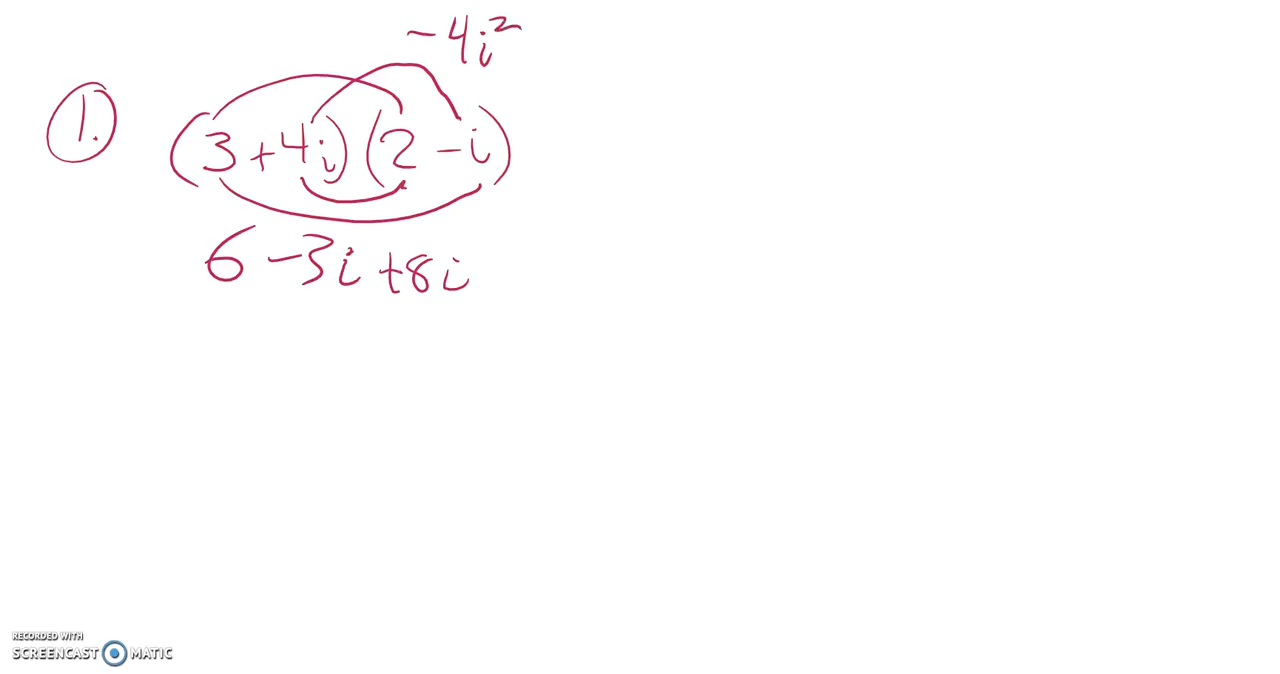 -4i²
1. (3+4i)(2-i)
6-3i+8i
RECORDED WITH
SCREENCAST MATIC